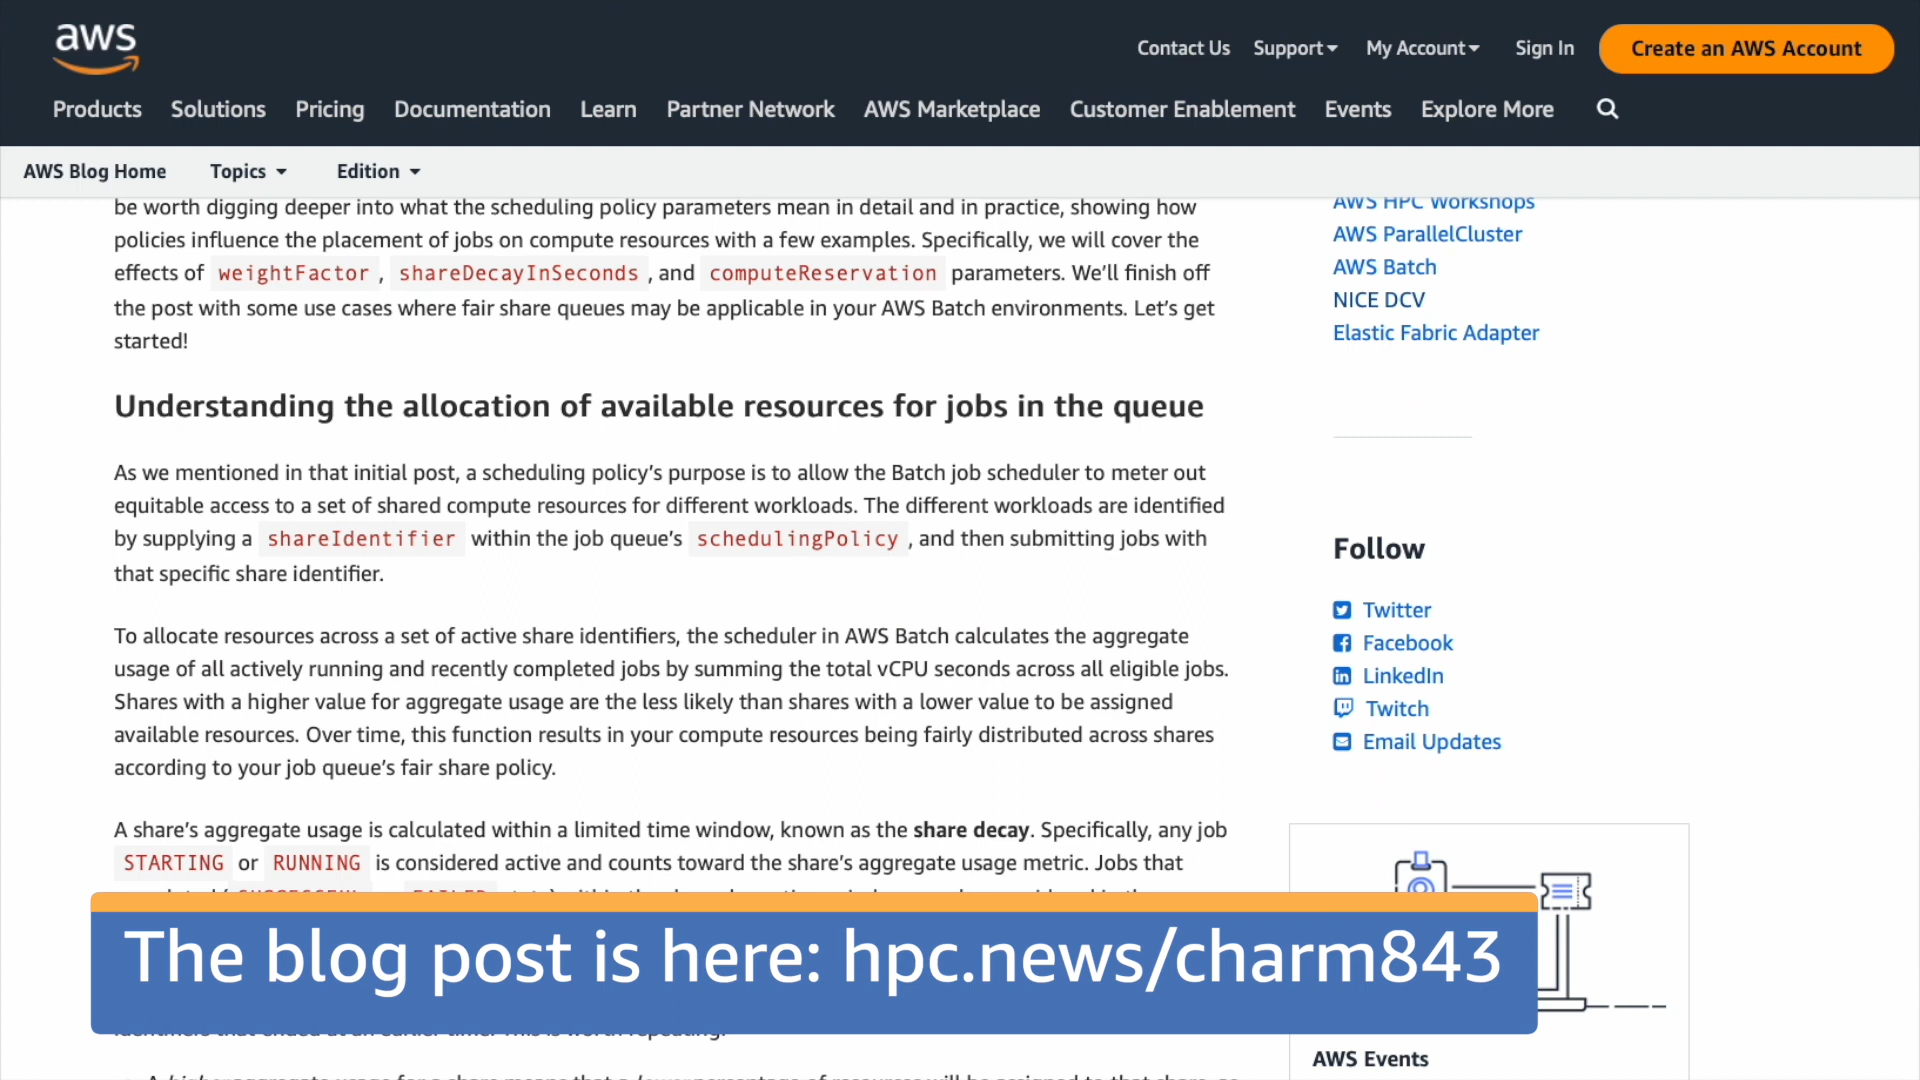 aws
Contact Us Support My Account Sign In Create an AWS Account
Products Solutions Pricing Documentation Learn Partner Network AWS Marketplace Customer Enablement Events Explore More
AWS Blog Home Topics Edition
be worth digging deeper into what the scheduling policy parameters mean in detail and in practice, showing how
policies influence the placement of jobs on compute resources with a few examples. Specifically, we will cover the
effects of weightFactor , shareDecayInSeconds , and computeReservation parameters. We’ll finish off
the post with some use cases where fair share queues may be applicable in your AWS Batch environments. Let’s get
started!
Understanding the allocation of available resources for jobs in the queue
As we mentioned in that initial post, a scheduling policy’s purpose is to allow the Batch job scheduler to meter out
equitable access to a set of shared compute resources for different workloads. The different workloads are identified
by supplying a shareIdentifier within the job queue’s schedulingPolicy , and then submitting jobs with
that specific share identifier.
To allocate resources across a set of active share identifiers, the scheduler in AWS Batch calculates the aggregate
usage of all actively running and recently completed jobs by summing the total vCPU seconds across all eligible jobs.
Shares with a higher value for aggregate usage are the less likely than shares with a lower value to be assigned
available resources. Over time, this function results in your compute resources being fairly distributed across shares
according to your job queue’s fair share policy.
A share’s aggregate usage is calculated within a limited time window, known as the share decay. Specifically, any job
STARTING or RUNNING is considered active and counts toward the share’s aggregate usage metric. Jobs that
The blog post is here: hpc.news/charm843
AWS HPC Workshops
AWS ParallelCluster
AWS Batch
NICE DCV
Elastic Fabric Adapter
Follow
Twitter
Facebook
LinkedIn
Twitch
Email Updates
AWS Events